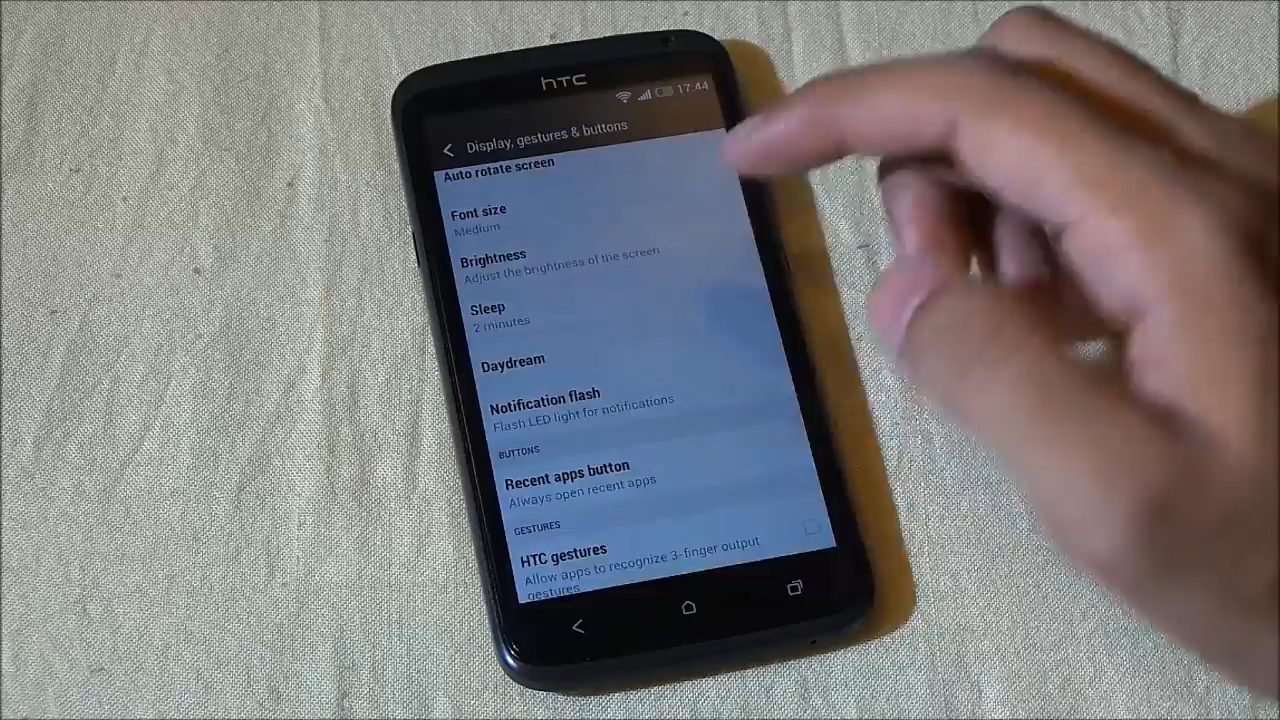 hTC
17:44
Display, gestures & buttons
Auto rotate screen
Font size
Medium
Brightness
Adjust the brightness of the screen
Sleep
2 minutes
Daydream
Notification flash
Flash LED light for notifications
BUTTONS
Recent apps button
Always open recent apps
GESTURES
HTC gestures
Allow apps to recognize 3-finger output
gestures